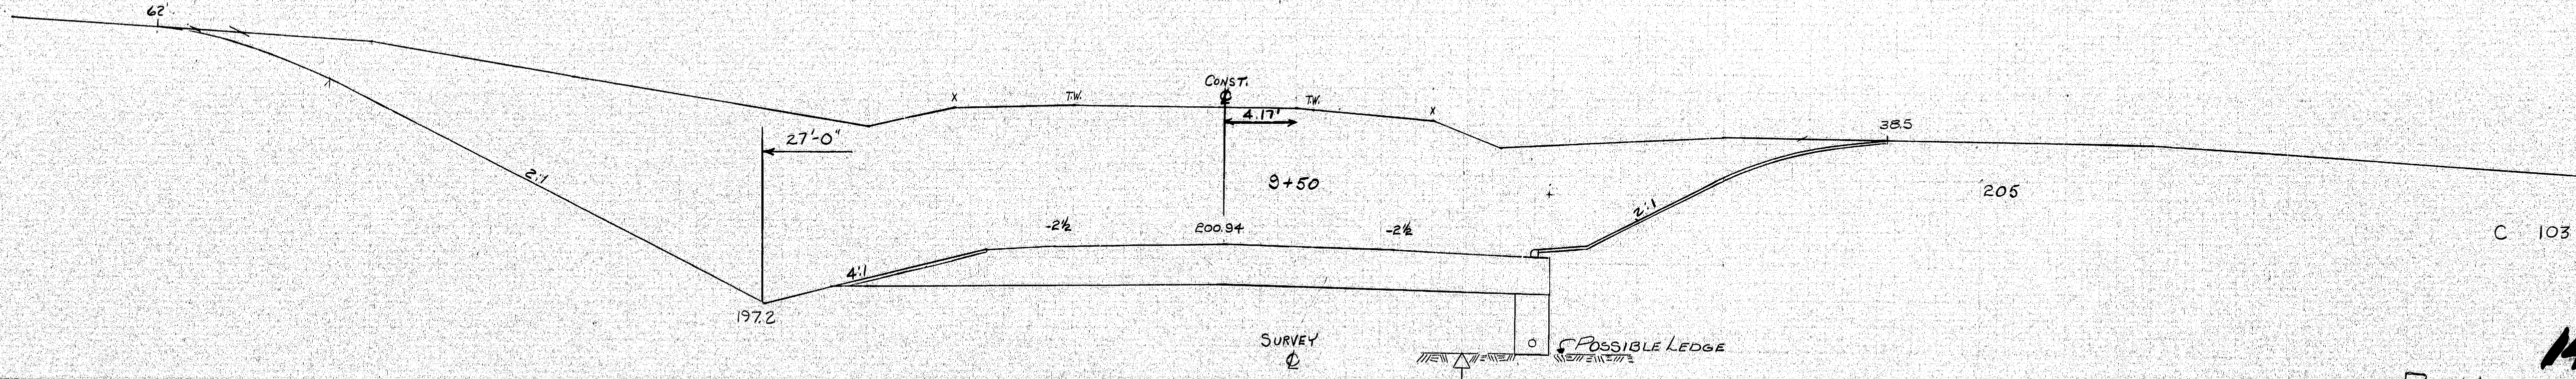 62'
CONST.
℄
X
T.W.
T.W.
X
4.17'
38.5
27'-0"
2:1
9+50
205
2:1
-2½
200.94
-2½
C 103
4:1
197.2
SURVEY
℄
POSSIBLE LEDGE